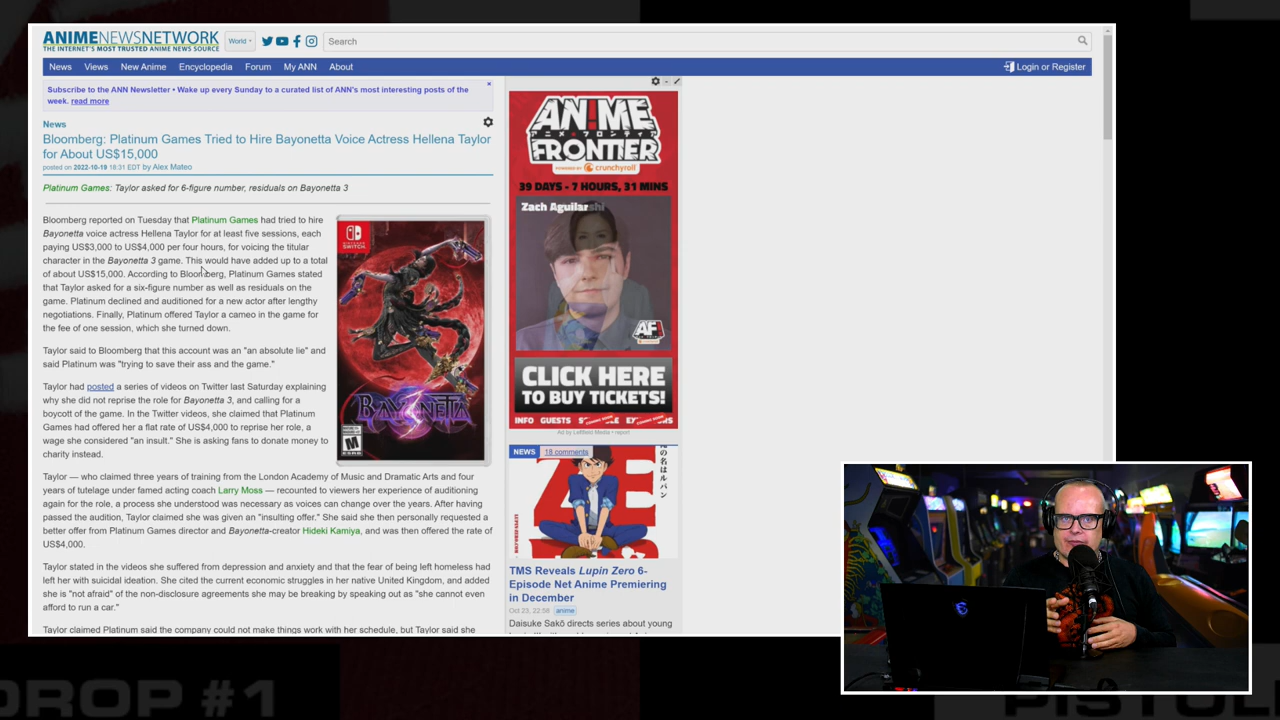 ANIMENEWSNETWORK
THE INTERNET'S MOST TRUSTED ANIME NEWS SOURCE
World
Search
News Views New Anime Encyclopedia Forum My ANN About
Login or Register
Subscribe to the ANN Newsletter • Wake up every Sunday to a curated list of ANN's most interesting posts of the
week. read more
News
Bloomberg: Platinum Games Tried to Hire Bayonetta Voice Actress Hellena Taylor
for About US$15,000
posted on 2022-10-19 18:31 EDT by Alex Mateo
Platinum Games: Taylor asked for 6-figure number, residuals on Bayonetta 3
Bloomberg reported on Tuesday that Platinum Games had tried to hire
Bayonetta voice actress Hellena Taylor for at least five sessions, each
paying US$3,000 to US$4,000 per four hours, for voicing the titular
character in the Bayonetta 3 game. This would have added up to a total
of about US$15,000. According to Bloomberg, Platinum Games stated
that Taylor asked for a six-figure number as well as residuals on the
game. Platinum declined and auditioned for a new actor after lengthy
negotiations. Finally, Platinum offered Taylor a cameo in the game for
the fee of one session, which she turned down.
Taylor said to Bloomberg that this account was an "an absolute lie" and
said Platinum was "trying to save their ass and the game."
Taylor had posted a series of videos on Twitter last Saturday explaining
why she did not reprise the role for Bayonetta 3, and calling for a
boycott of the game. In the Twitter videos, she claimed that Platinum
Games had offered her a flat rate of US$4,000 to reprise her role, a
wage she considered "an insult." She is asking fans to donate money to
charity instead.
NINTENDO
SWITCH
BAYONETTA
M
Taylor — who claimed three years of training from the London Academy of Music and Dramatic Arts and four
years of tutelage under famed acting coach Larry Moss — recounted to viewers her experience of auditioning
again for the role, a process she understood was necessary as voices can change over the years. After having
passed the audition, Taylor claimed she was given an "insulting offer." She said she then personally requested a
better offer from Platinum Games director and Bayonetta-creator Hideki Kamiya, and was then offered the rate of
US$4,000.
Taylor stated in the videos she suffered from depression and anxiety and that the fear of being left homeless had
left her with suicidal ideation. She cited the current economic struggles in her native United Kingdom, and added
she is "not afraid" of the non-disclosure agreements she may be breaking by speaking out as "she cannot even
afford to run a car."
Taylor claimed Platinum said the company could not make things work with her schedule, but Taylor said she
AN!ME
アニメ フロンティア
FRONTIER
POWERED BY crunchyroll
39 DAYS - 7 HOURS, 31 MINS
Zach Aguilar
AF!
CLICK HERE
TO BUY TICKETS!
INFO GUESTS
Ad by Leftfield Media • report
NEWS 18 comments
TMS Reveals Lupin Zero 6-
Episode Net Anime Premiering
in December
Oct 23, 22:58 anime
Daisuke Sakō directs series about young
DROP #1
PISTOL